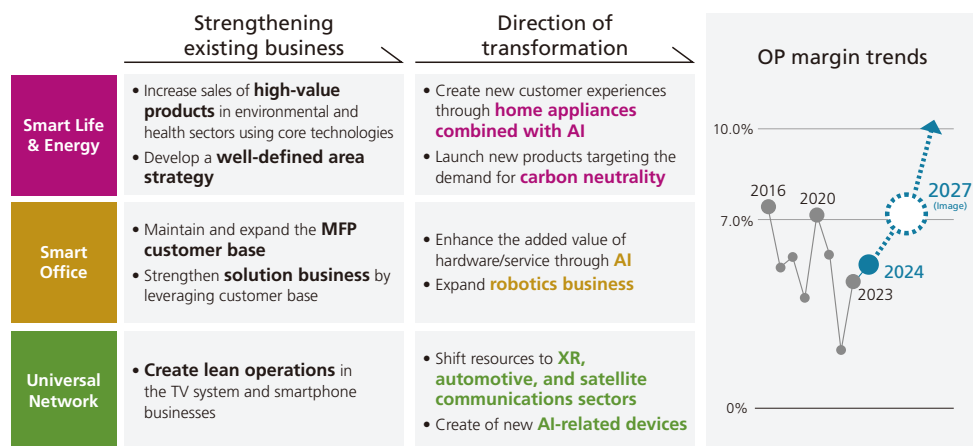 Strengthening
existing business
Direction of
transformation
Smart Life
& Energy
• Increase sales of high-value
products in environmental and
health sectors using core technologies
• Develop a well-defined area
strategy
• Create new customer experiences
through home appliances
combined with AI
• Launch new products targeting the
demand for carbon neutrality
Smart
Office
• Maintain and expand the MFP
customer base
• Strengthen solution business by
leveraging customer base
• Enhance the added value of
hardware/service through AI
• Expand robotics business
Universal
Network
• Create lean operations in
the TV system and smartphone
businesses
• Shift resources to XR,
automotive, and satellite
communications sectors
• Create of new AI-related devices
OP margin trends
10.0%
2016
2020
2027
(Image)
7.0%
2024
2023
0%